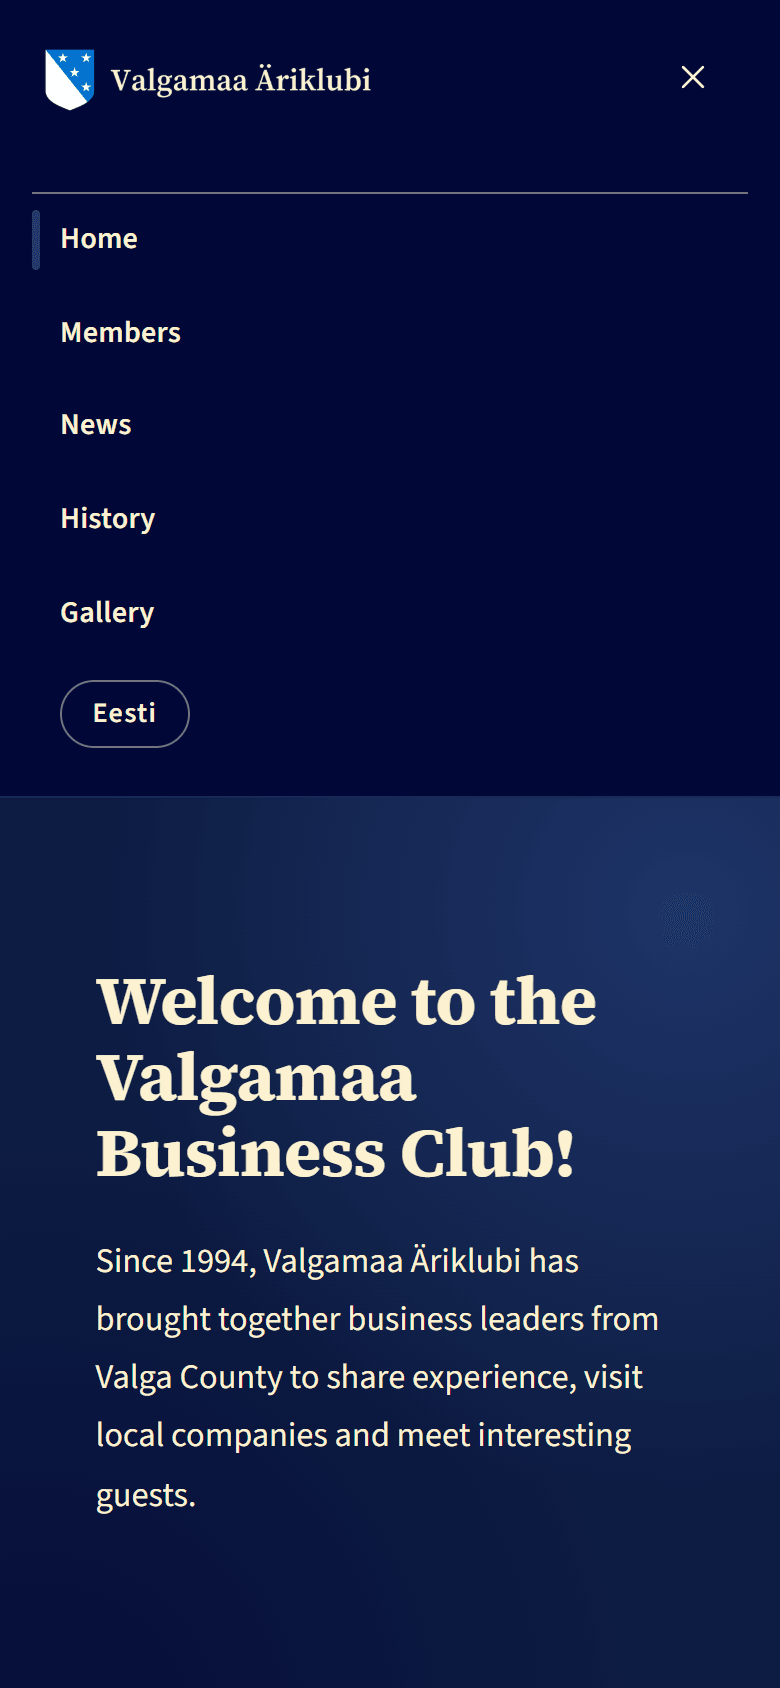 Valgamaa Äriklubi
Home
Members
News
History
Gallery
Eesti
Welcome to the
Valgamaa
Business Club!
Since 1994, Valgamaa Äriklubi has
brought together business leaders from
Valga County to share experience, visit
local companies and meet interesting
guests.